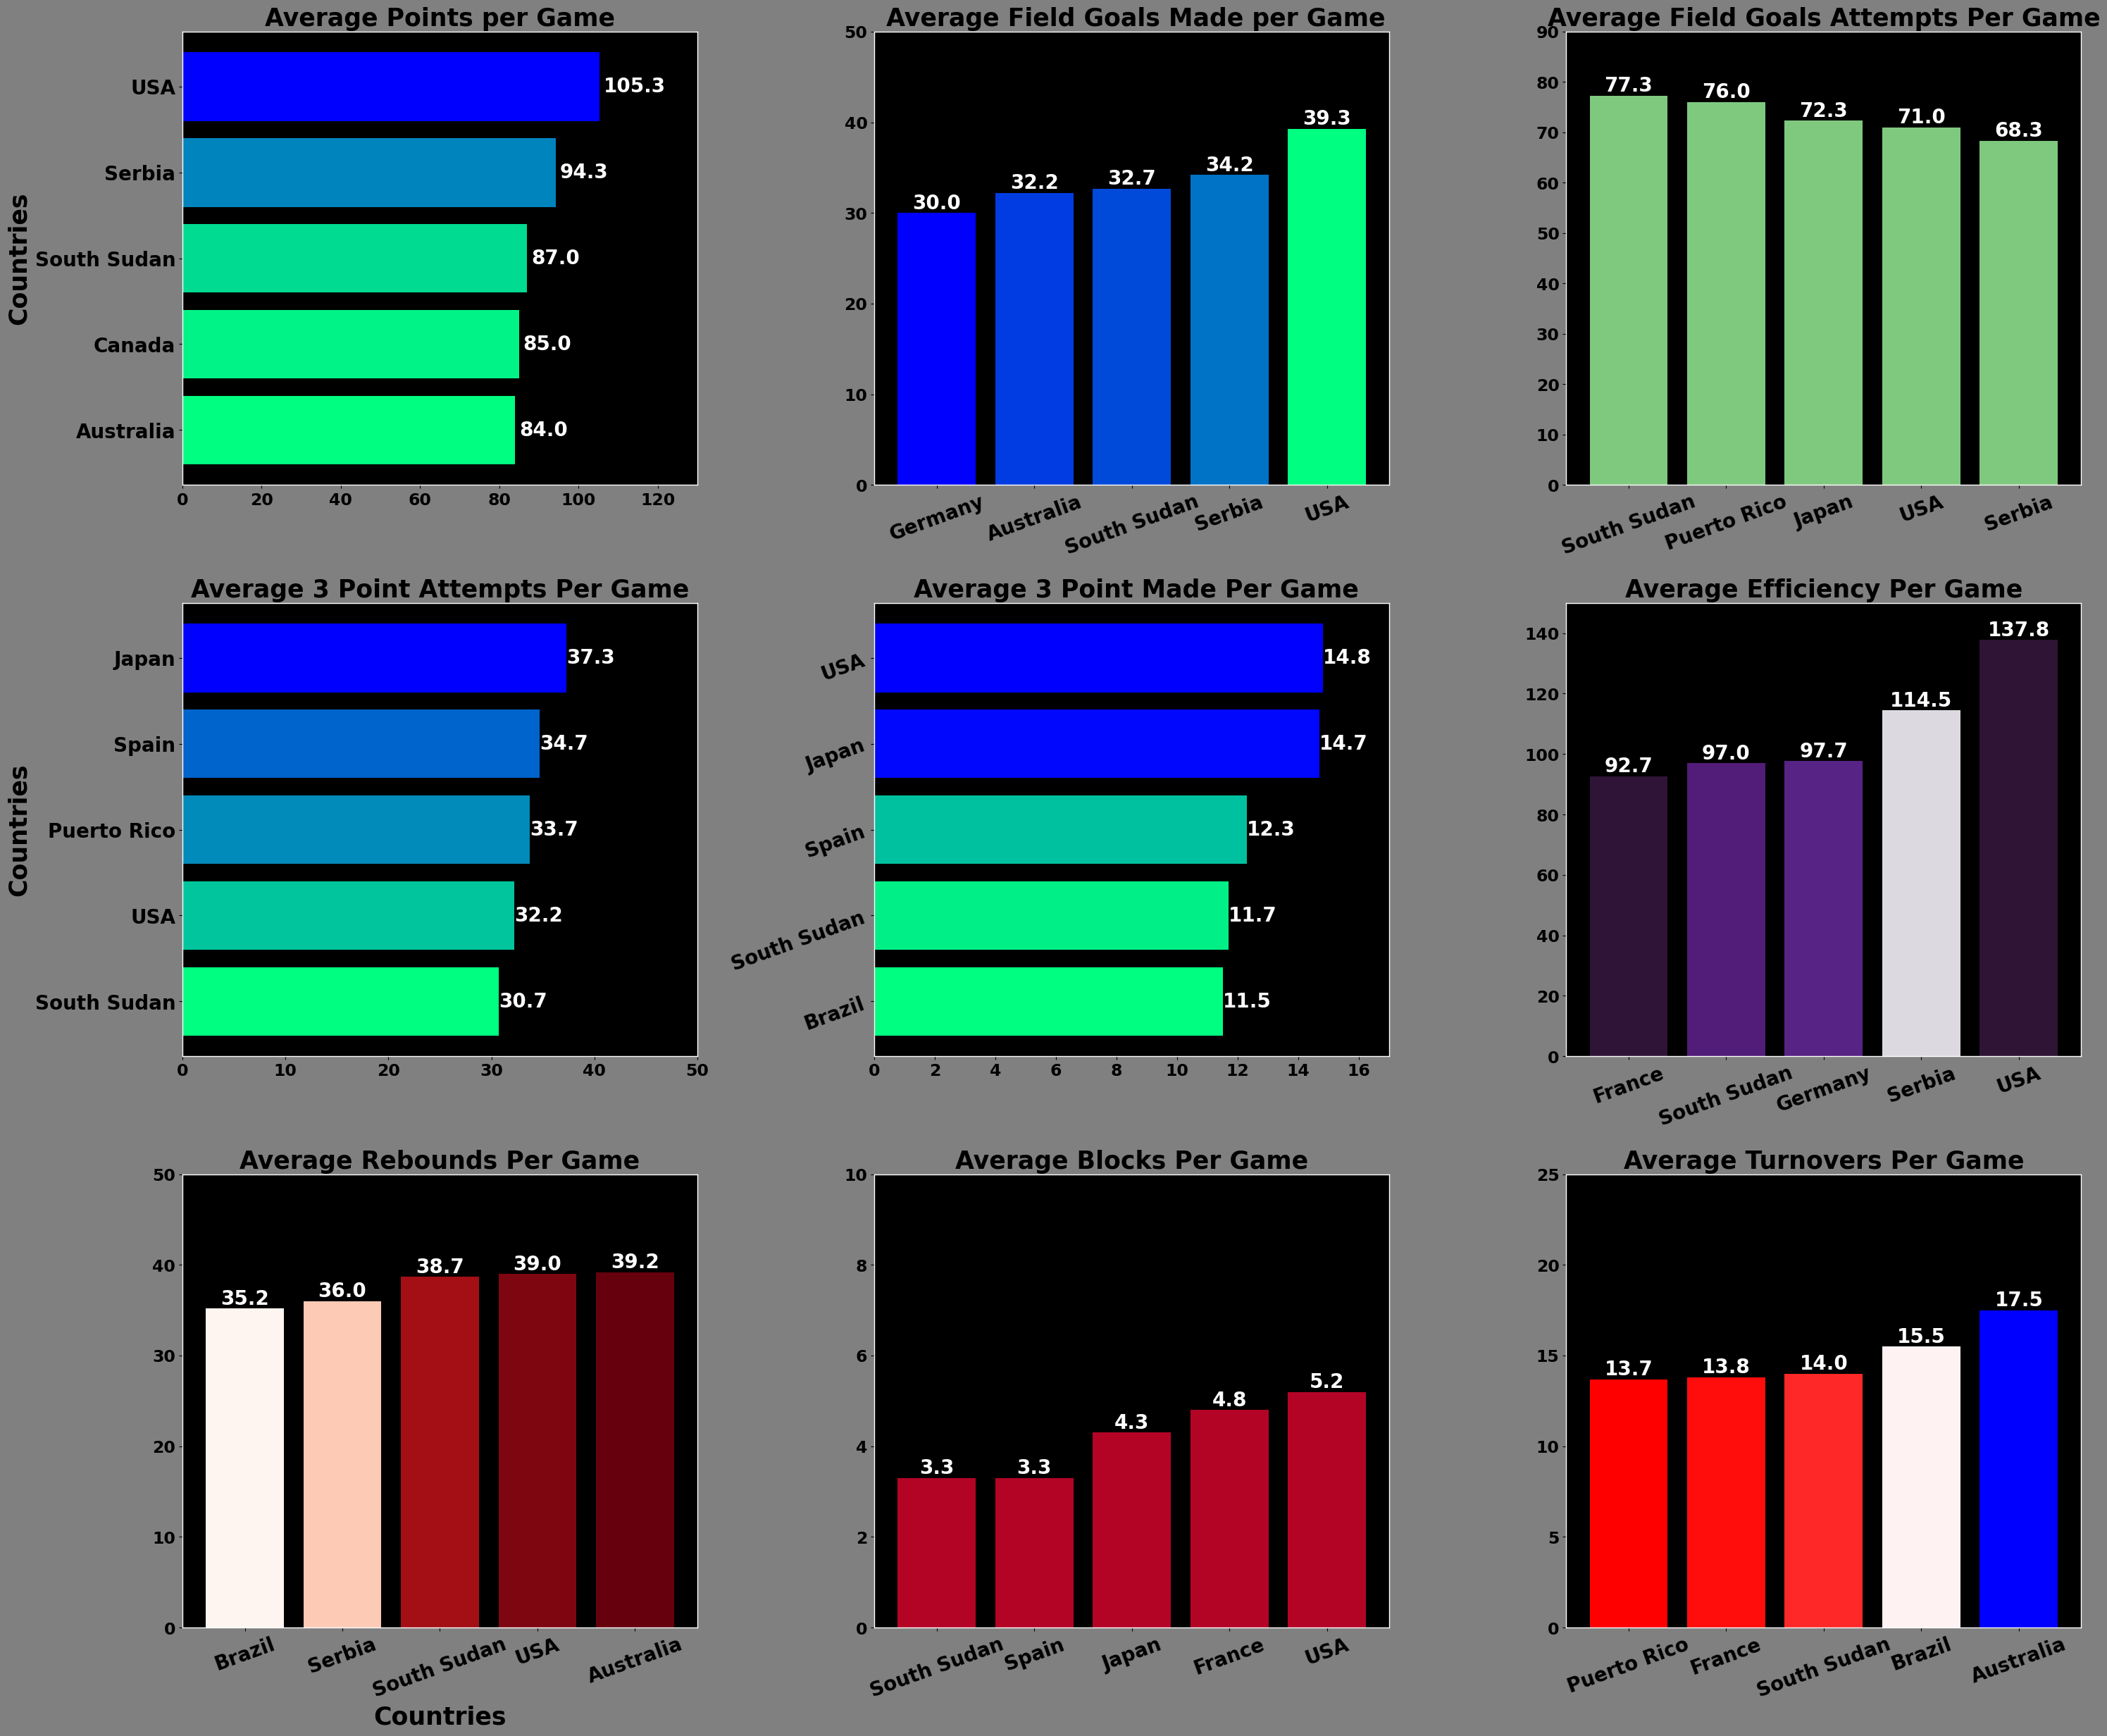 Average Points per Game
Countries
USA
105.3
Serbia
94.3
South Sudan
87.0
Canada
85.0
Australia
84.0
0 20 40 60 80 100 120
Average Field Goals Made per Game
50
40
30
20
10
0
30.0
32.2
32.7
34.2
39.3
Germany Australia South Sudan Serbia USA
Average Field Goals Attempts Per Game
90
80
70
60
50
40
30
20
10
0
77.3
76.0
72.3
71.0
68.3
South Sudan Puerto Rico Japan USA Serbia
Average 3 Point Attempts Per Game
Countries
Japan
37.3
Spain
34.7
Puerto Rico
33.7
USA
32.2
South Sudan
30.7
0 10 20 30 40 50
Average 3 Point Made Per Game
USA
14.8
Japan
14.7
Spain
12.3
South Sudan
11.7
Brazil
11.5
0 2 4 6 8 10 12 14 16
Average Efficiency Per Game
140
120
100
80
60
40
20
0
92.7
97.0
97.7
114.5
137.8
France South Sudan Germany Serbia USA
Average Rebounds Per Game
50
40
30
20
10
0
35.2
36.0
38.7
39.0
39.2
Brazil Serbia South Sudan USA Australia
Countries
Average Blocks Per Game
10
8
6
4
2
0
3.3
3.3
4.3
4.8
5.2
South Sudan Spain Japan France USA
Average Turnovers Per Game
25
20
15
10
5
0
13.7
13.8
14.0
15.5
17.5
Puerto Rico France South Sudan Brazil Australia